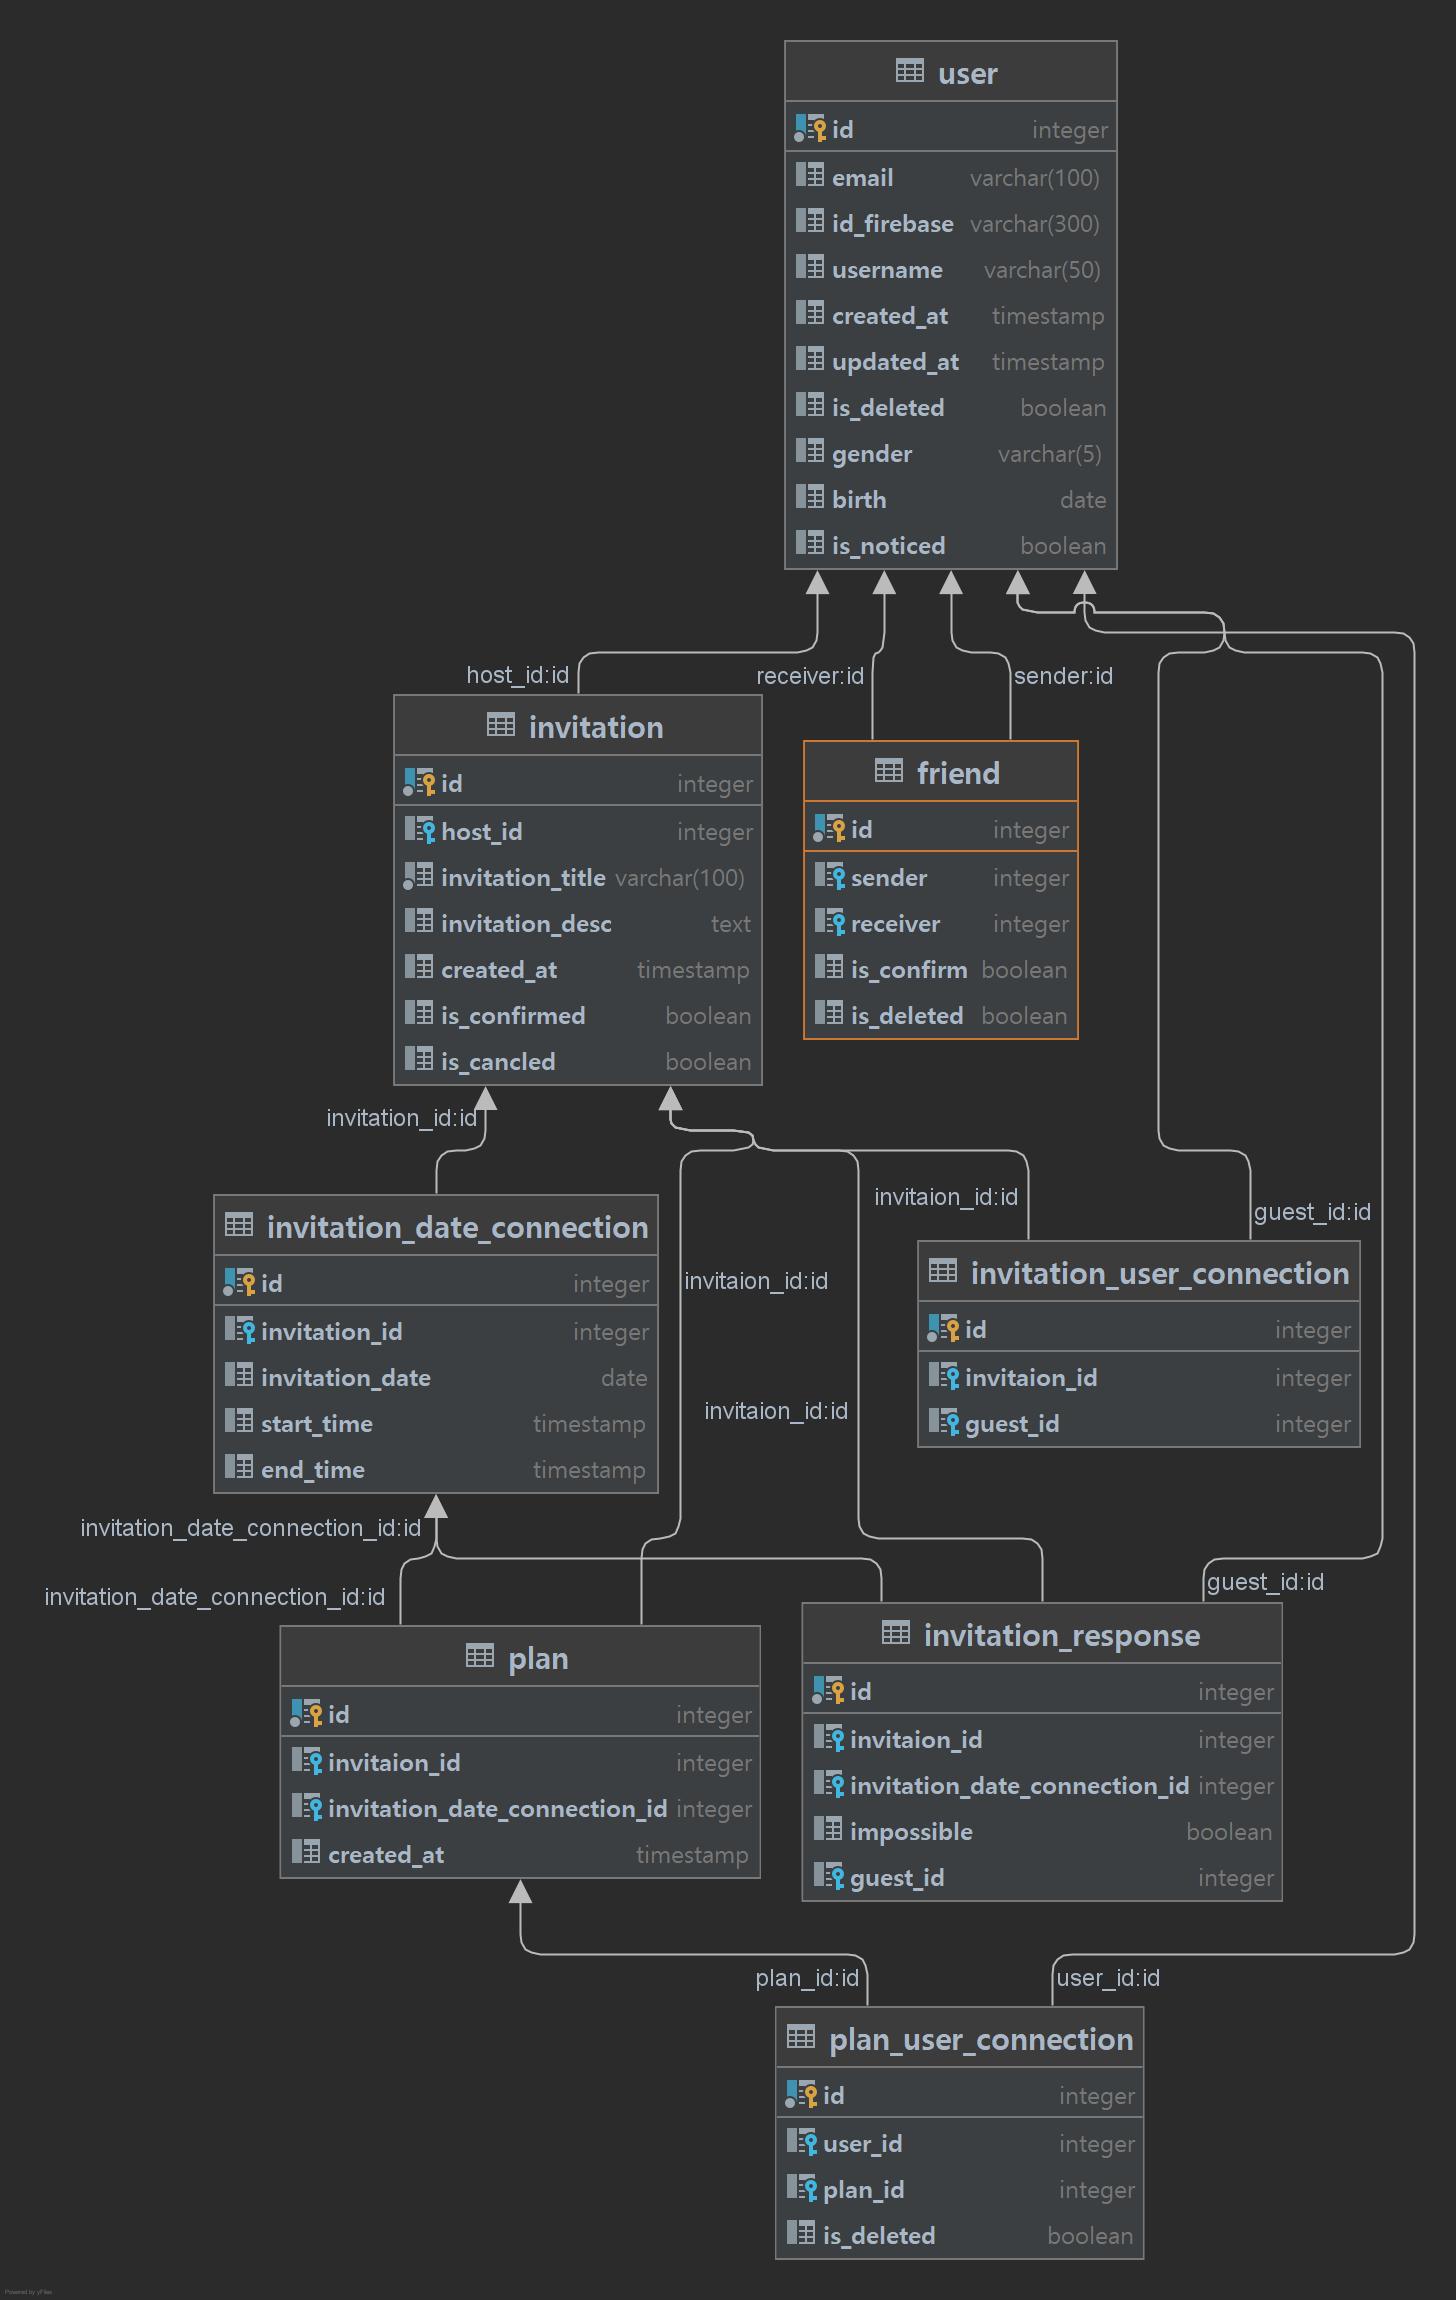 user
id integer
email varchar(100)
id_firebase varchar(300)
username varchar(50)
created_at timestamp
updated_at timestamp
is_deleted boolean
gender varchar(5)
birth date
is_noticed boolean
host_id:id
receiver:id
sender:id
invitation
id integer
host_id integer
invitation_title varchar(100)
invitation_desc text
created_at timestamp
is_confirmed boolean
is_cancled boolean
friend
id integer
sender integer
receiver integer
is_confirm boolean
is_deleted boolean
invitation_id:id
invitaion_id:id
guest_id:id
invitation_date_connection
id integer
invitation_id integer
invitation_date date
start_time timestamp
end_time timestamp
invitaion_id:id
invitaion_id:id
invitation_user_connection
id integer
invitaion_id integer
guest_id integer
invitation_date_connection_id:id
invitation_date_connection_id:id
guest_id:id
plan
id integer
invitaion_id integer
invitation_date_connection_id integer
created_at timestamp
invitation_response
id integer
invitaion_id integer
invitation_date_connection_id integer
impossible boolean
guest_id integer
plan_id:id
user_id:id
plan_user_connection
id integer
user_id integer
plan_id integer
is_deleted boolean
Powered by yFiles